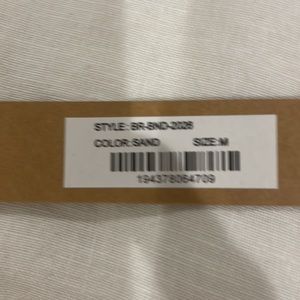 STYLE: BR-BND-2026
COLOR:SAND SIZE:M
194378064709